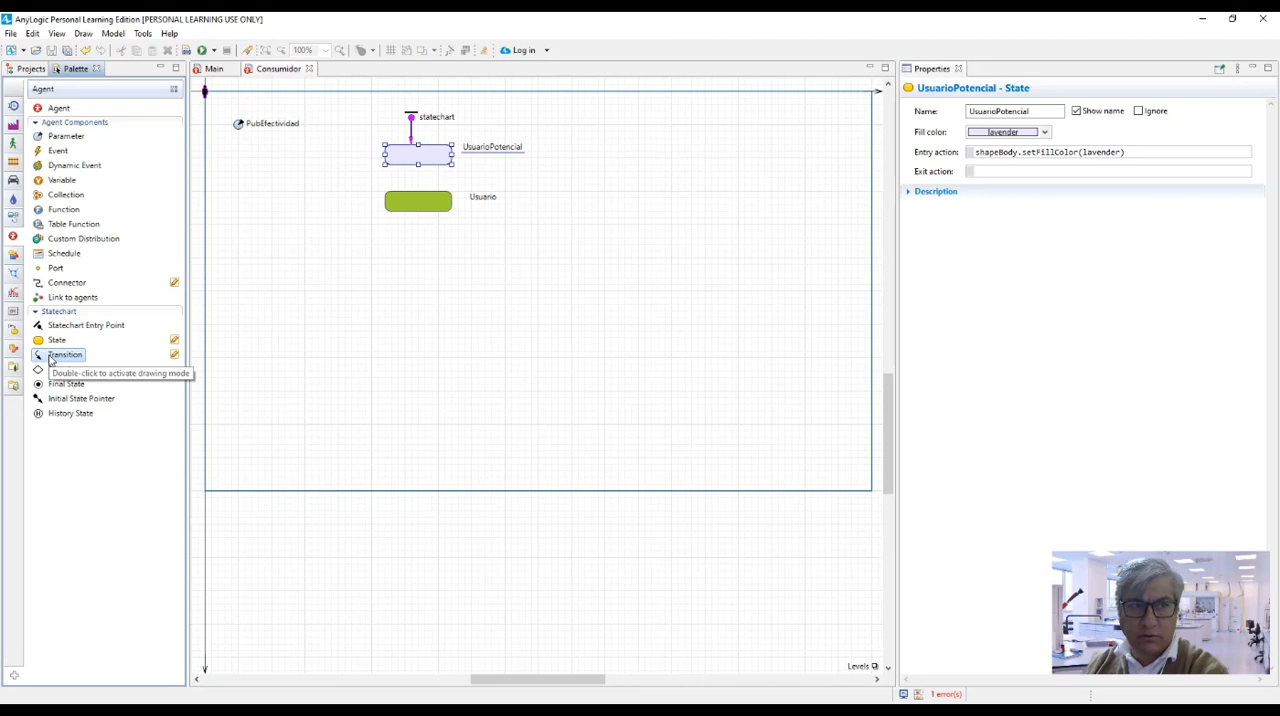 AnyLogic Personal Learning Edition [PERSONAL LEARNING USE ONLY]
File Edit View Draw Model Tools Help
100% Log in
Projects Palette
Main Consumidor
Properties
Agent
Agent
Agent Components
Parameter
Event
Dynamic Event
Variable
Collection
Function
Table Function
Custom Distribution
Schedule
Port
Connector
Link to agents
Statechart
Statechart Entry Point
State
Transition
Double-click to activate drawing mode
Final State
Initial State Pointer
History State
PubEfectividad
statechart
UsuarioPotencial
Usuario
Levels
UsuarioPotencial - State
Name: UsuarioPotencial Show name Ignore
Fill color: lavender
Entry action: shapeBody.setFillColor(lavender)
Exit action:
Description
1 error(s)